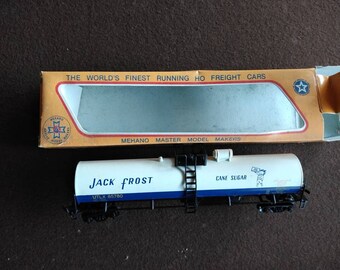 THE WORLD'S FINEST RUNNING HO FREIGHT CARS
MEHANO MASTER MODEL MAKERS
JACK FROST
CANE SUGAR